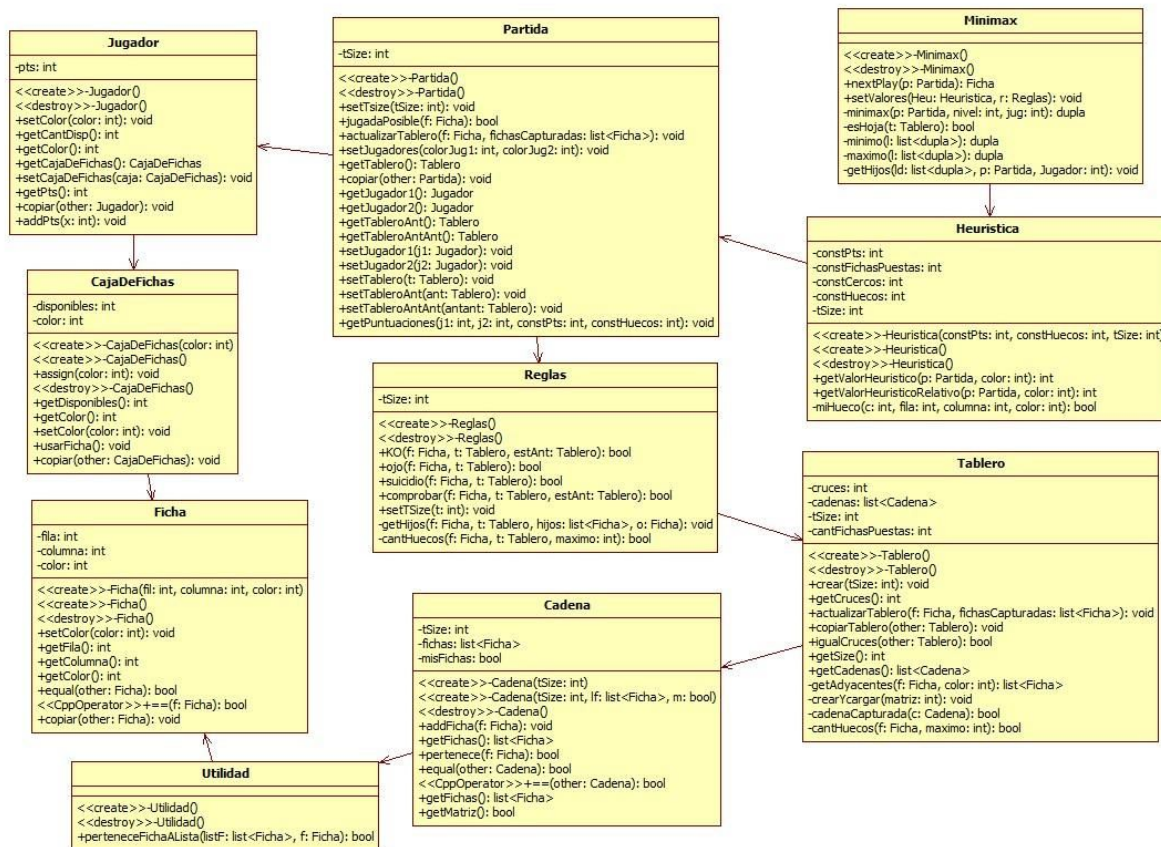 Jugador
-pts: int
<<create>>-Jugador()
<<destroy>>-Jugador()
+setColor(color: int): void
+getCantDisp(): int
+getColor(): int
+getCajaDeFichas(): CajaDeFichas
+setCajaDeFichas(caja: CajaDeFichas): void
+getPts(): int
+copiar(other: Jugador): void
+addPts(x: int): void
Partida
-tSize: int
<<create>>-Partida()
<<destroy>>-Partida()
+setTsize(tSize: int): void
+jugadaPosible(f: Ficha): bool
+actualizarTablero(f: Ficha, fichasCapturadas: list<Ficha>): void
+setJugadores(colorJug1: int, colorJug2: int): void
+getTablero(): Tablero
+copiar(other: Partida): void
+getJugador1(): Jugador
+getJugador2(): Jugador
+getTableroAnt(): Tablero
+getTableroAntAnt(): Tablero
+setJugador1(j1: Jugador): void
+setJugador2(j2: Jugador): void
+setTablero(t: Tablero): void
+setTableroAnt(ant: Tablero): void
+setTableroAntAnt(antant: Tablero): void
+getPuntuaciones(j1: int, j2: int, constPts: int, constHuecos: int): void
Minimax
<<create>>-Minimax()
<<destroy>>-Minimax()
+nextPlay(p: Partida): Ficha
+setValores(Heu: Heuristica, r: Reglas): void
-minimax(p: Partida, nivel: int, jug: int): dupla
-esHoja(t: Tablero): bool
-minimo(l: list<dupla>): dupla
-maximo(l: list<dupla>): dupla
-getHijos(ld: list<dupla>, p: Partida, Jugador: int): void
Heuristica
-constPts: int
-constFichasPuestas: int
-constCercos: int
-constHuecos: int
-tSize: int
<<create>>-Heuristica(constPts: int, constHuecos: int, tSize: int)
<<create>>-Heuristica()
<<destroy>>-Heuristica()
+getValorHeuristico(p: Partida, color: int): int
+getValorHeuristicoRelativo(p: Partida, color: int): int
-miHueco(c: int, fila: int, columna: int, color: int): bool
CajaDeFichas
-disponibles: int
-color: int
<<create>>-CajaDeFichas(color: int)
<<create>>-CajaDeFichas()
+assign(color: int): void
<<destroy>>-CajaDeFichas()
+getDisponibles(): int
+getColor(): int
+setColor(color: int): void
+usarFicha(): void
+copiar(other: CajaDeFichas): void
Reglas
-tSize: int
<<create>>-Reglas()
<<destroy>>-Reglas()
+KO(f: Ficha, t: Tablero, estAnt: Tablero): bool
+ojo(f: Ficha, t: Tablero): bool
+suicidio(f: Ficha, t: Tablero): bool
+comprobar(f: Ficha, t: Tablero, estAnt: Tablero): bool
+setTSize(t: int): void
-getHijos(f: Ficha, t: Tablero, hijos: list<Ficha>, o: Ficha): void
-cantHuecos(f: Ficha, t: Tablero, maximo: int): bool
Tablero
-cruces: int
-cadenas: list<Cadena>
-tSize: int
-cantFichasPuestas: int
<<create>>-Tablero()
<<destroy>>-Tablero()
+crear(tSize: int): void
+getCruces(): int
+actualizarTablero(f: Ficha, fichasCapturadas: list<Ficha>): void
+copiarTablero(other: Tablero): void
+igualCruces(other: Tablero): bool
+getSize(): int
+getCadenas(): list<Cadena>
-getAdyacentes(f: Ficha, color: int): list<Ficha>
-crearYcargar(matriz: int): void
-cadenaCapturada(c: Cadena): bool
-cantHuecos(f: Ficha, maximo: int): bool
Ficha
-fila: int
-columna: int
-color: int
<<create>>-Ficha(fil: int, columna: int, color: int)
<<create>>-Ficha()
<<destroy>>-Ficha()
+setColor(color: int): void
+getFila(): int
+getColumna(): int
+getColor(): int
+equal(other: Ficha): bool
<<CppOperator>>+==(f: Ficha): bool
+copiar(other: Ficha): void
Cadena
-tSize: int
-fichas: list<Ficha>
-misFichas: bool
<<create>>-Cadena(tSize: int)
<<create>>-Cadena(tSize: int, lf: list<Ficha>, m: bool)
<<destroy>>-Cadena()
+addFicha(f: Ficha): void
+getFichas(): list<Ficha>
+pertenece(f: Ficha): bool
+equal(other: Cadena): bool
<<CppOperator>>+==(other: Cadena): bool
+getFichas(): list<Ficha>
+getMatriz(): bool
Utilidad
<<create>>-Utilidad()
<<destroy>>-Utilidad()
+perteneceFichaALista(listF: list<Ficha>, f: Ficha): bool